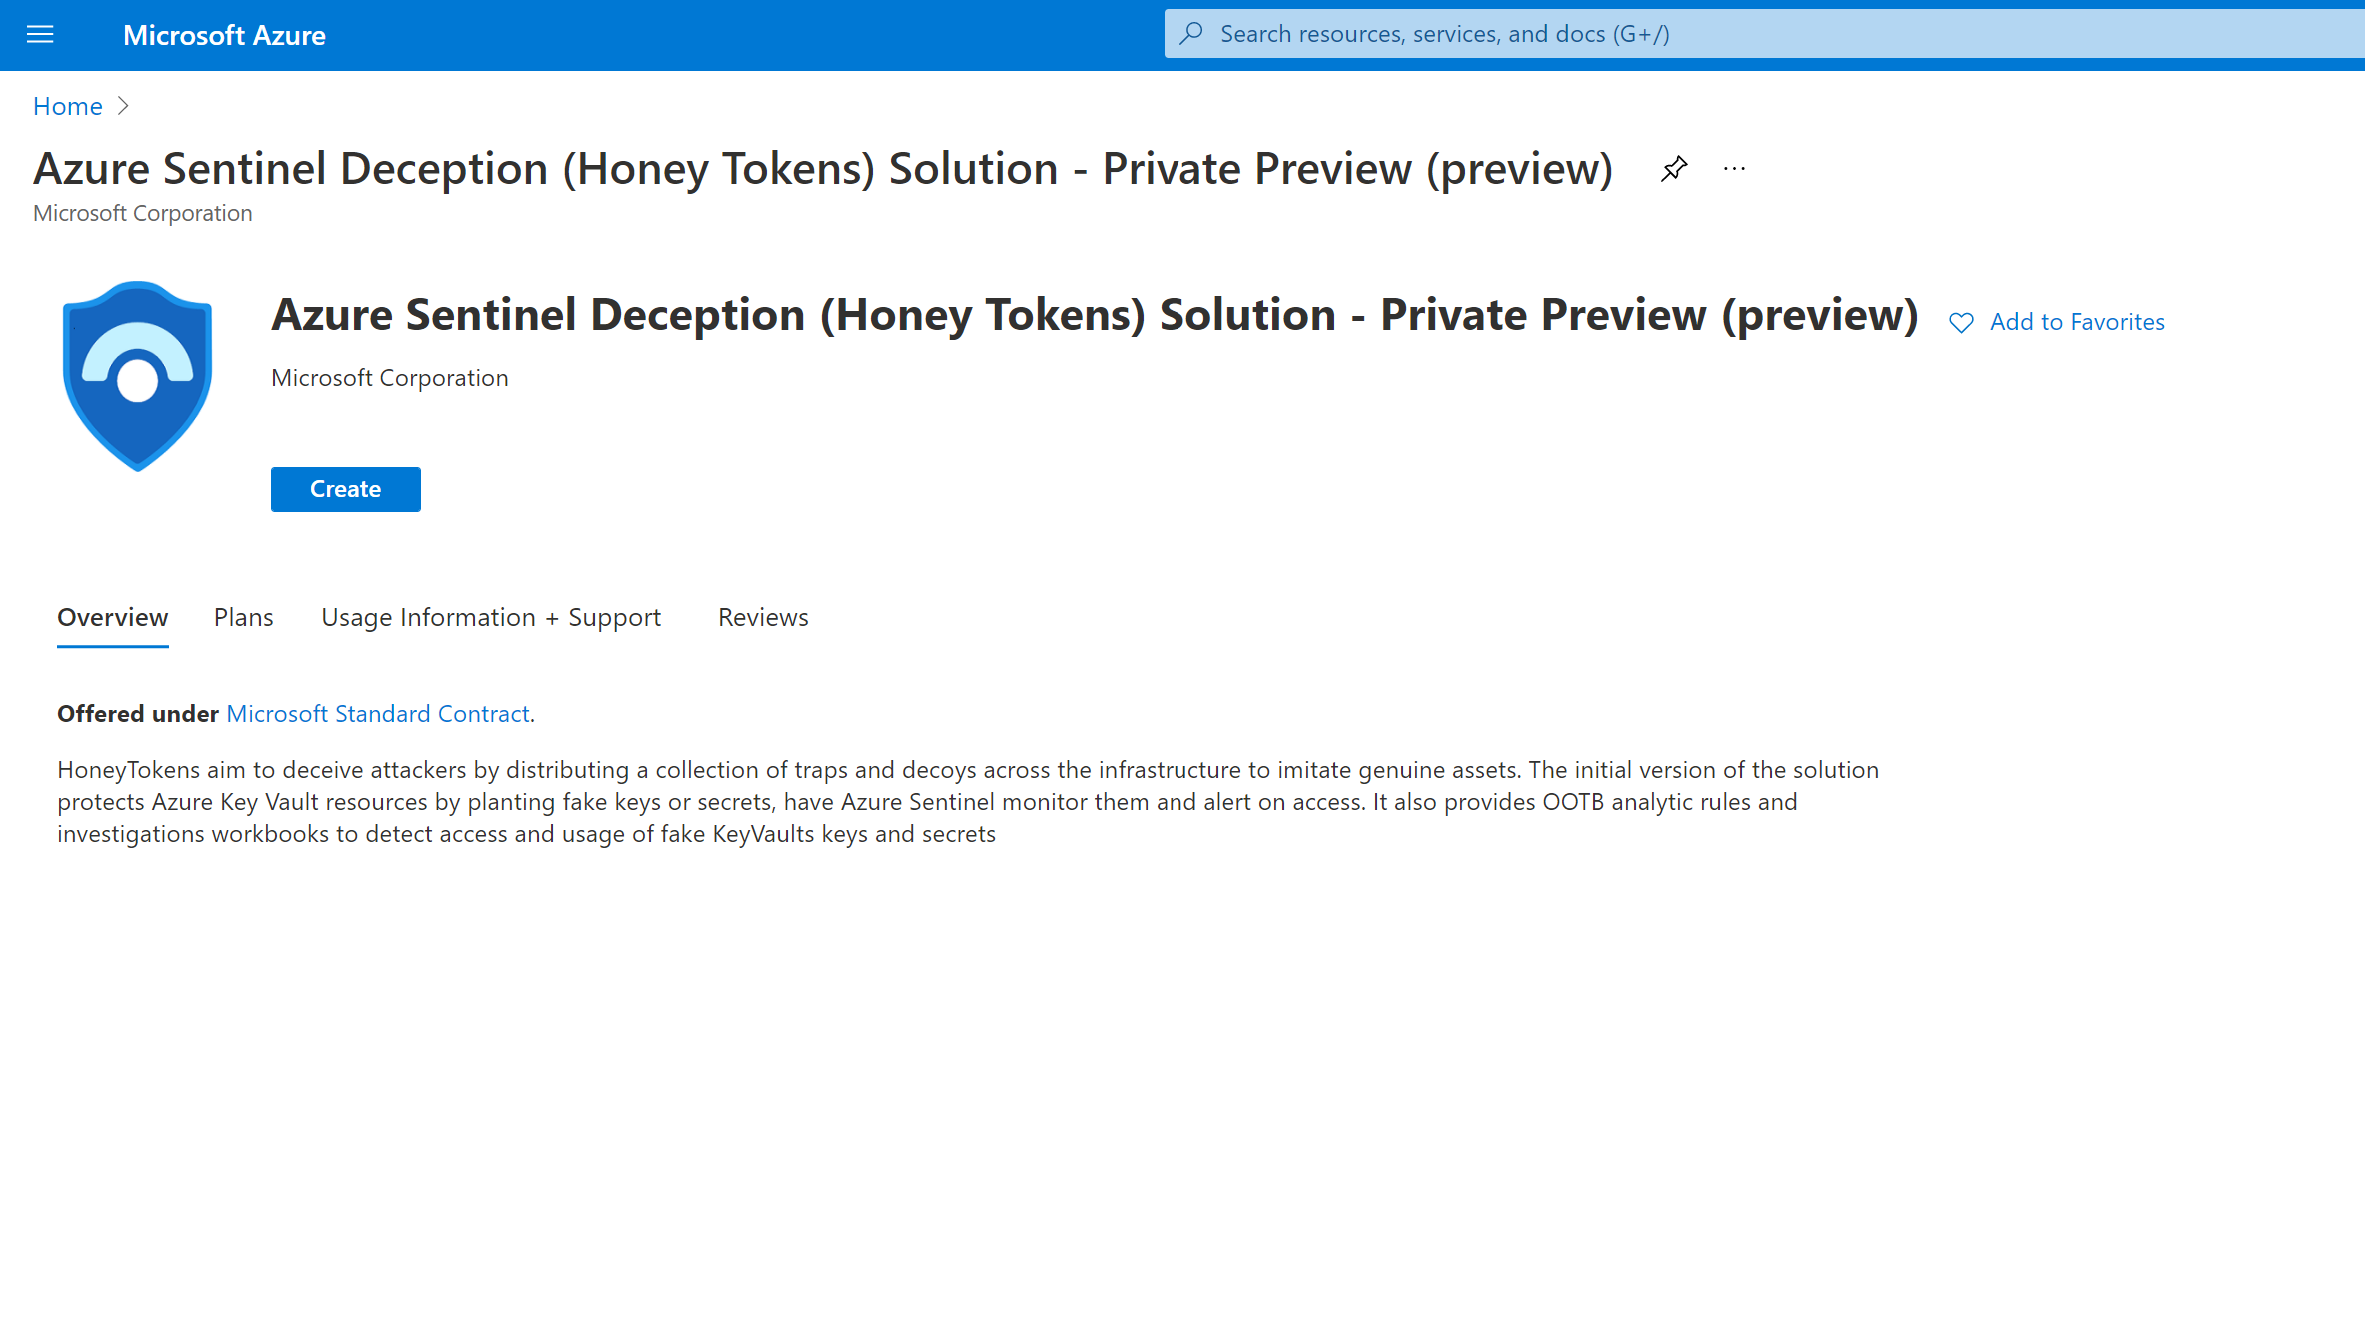 Microsoft Azure
Search resources, services, and docs (G+/)
Home
Azure Sentinel Deception (Honey Tokens) Solution - Private Preview (preview)
Microsoft Corporation
Azure Sentinel Deception (Honey Tokens) Solution - Private Preview (preview)
Add to Favorites
Microsoft Corporation
Create
Overview
Plans
Usage Information + Support
Reviews
Offered under Microsoft Standard Contract.
HoneyTokens aim to deceive attackers by distributing a collection of traps and decoys across the infrastructure to imitate genuine assets. The initial version of the solution
protects Azure Key Vault resources by planting fake keys or secrets, have Azure Sentinel monitor them and alert on access. It also provides OOTB analytic rules and
investigations workbooks to detect access and usage of fake KeyVaults keys and secrets